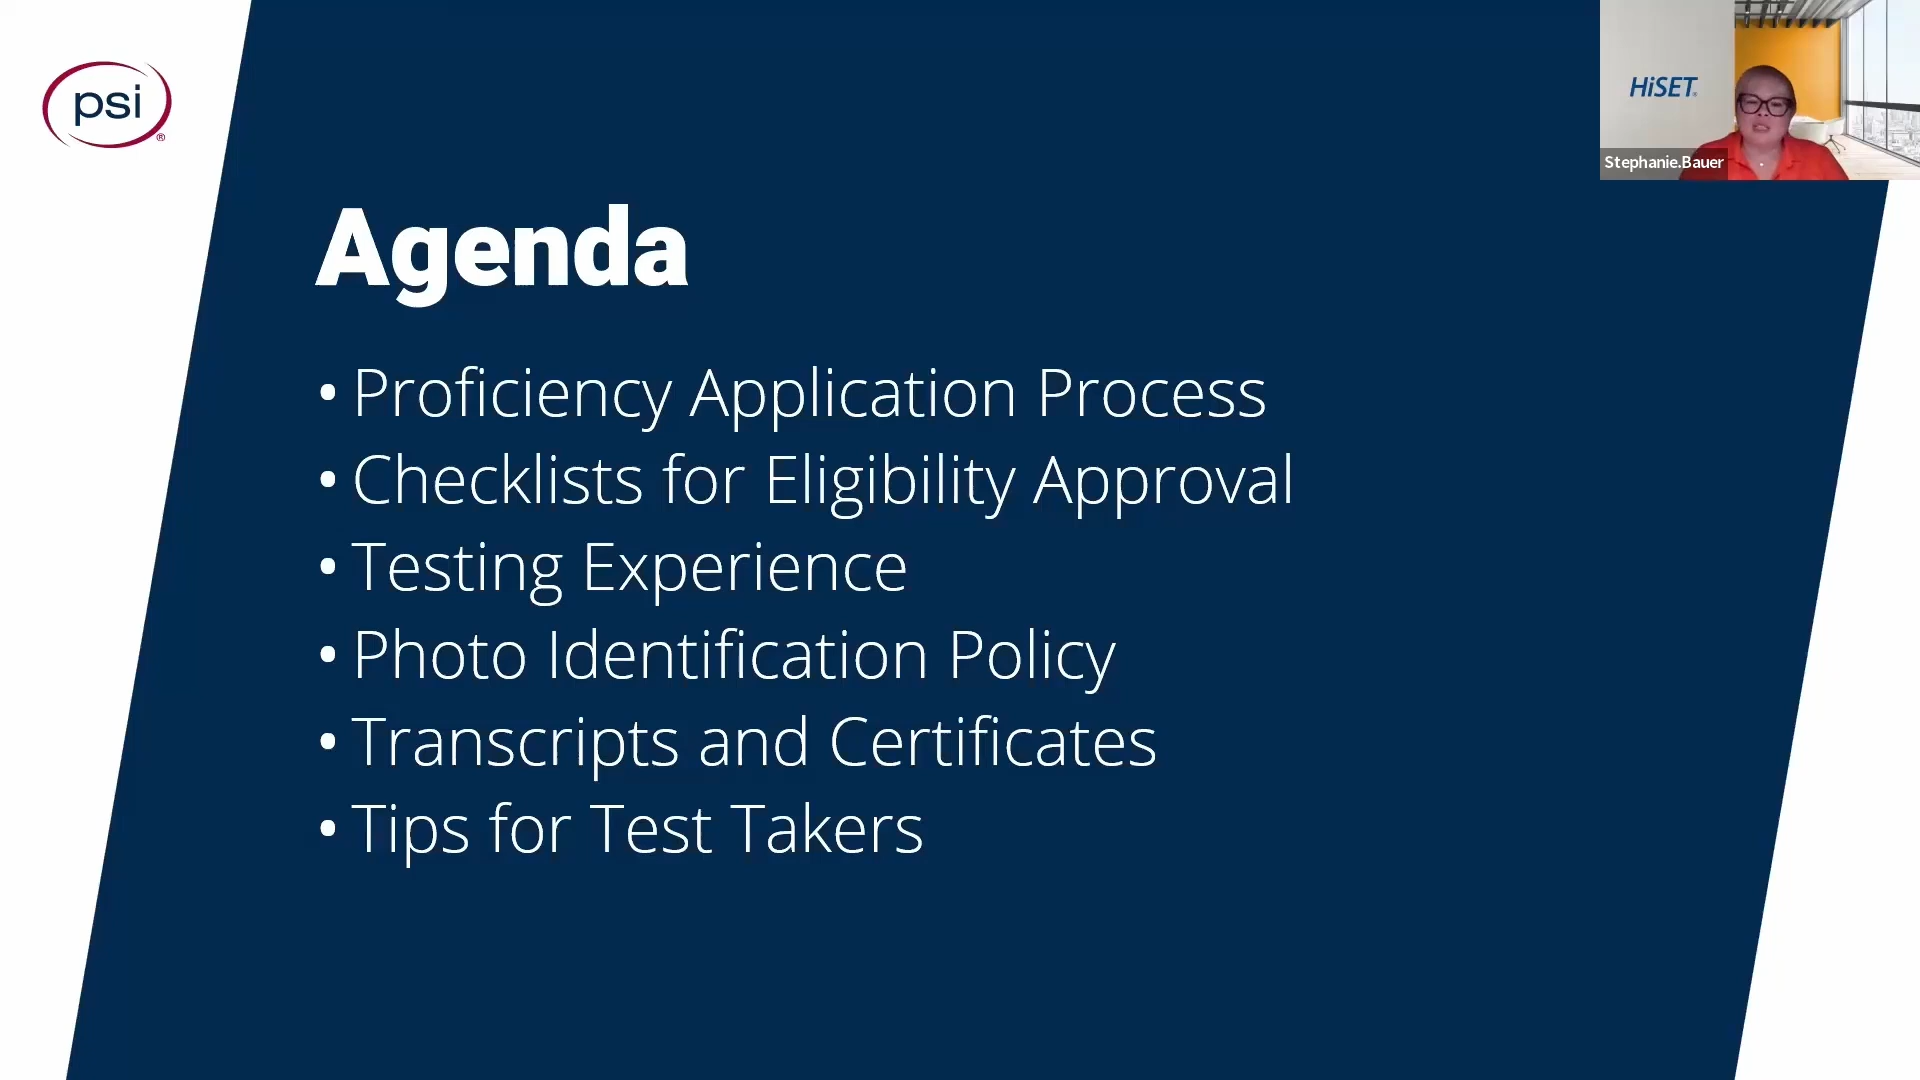 psi
®
HiSET®
Stephanie.Bauer
Agenda
• Proficiency Application Process
• Checklists for Eligibility Approval
• Testing Experience
• Photo Identification Policy
• Transcripts and Certificates
• Tips for Test Takers